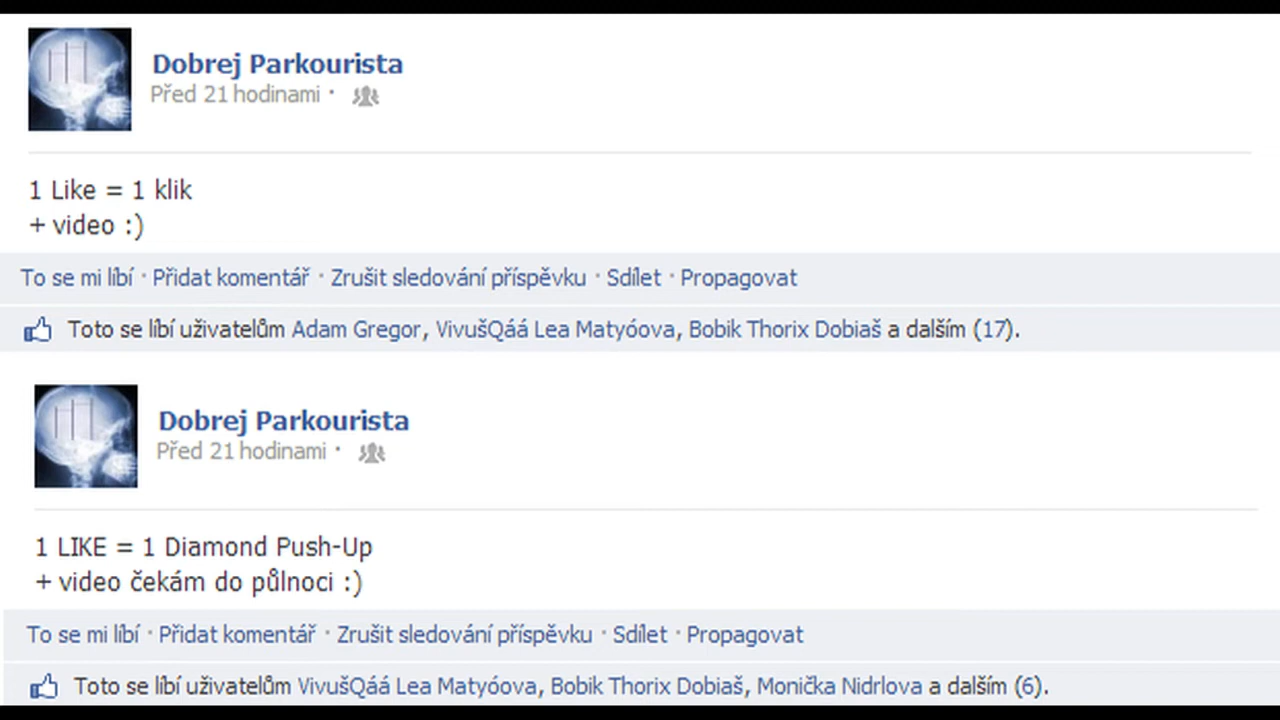 Dobrej Parkourista
Před 21 hodinami ·
1 Like = 1 klik
+ video :)
To se mi líbí · Přidat komentář · Zrušit sledování příspěvku · Sdílet · Propagovat
Toto se líbí uživatelům Adam Gregor, VivušQáá Lea Matyóova, Bobik Thorix Dobiaš a dalším (17).
Dobrej Parkourista
Před 21 hodinami ·
1 LIKE = 1 Diamond Push-Up
+ video čekám do půlnoci :)
To se mi líbí · Přidat komentář · Zrušit sledování příspěvku · Sdílet · Propagovat
Toto se líbí uživatelům VivušQáá Lea Matyóova, Bobik Thorix Dobiaš, Monička Nidrlova a dalším (6).